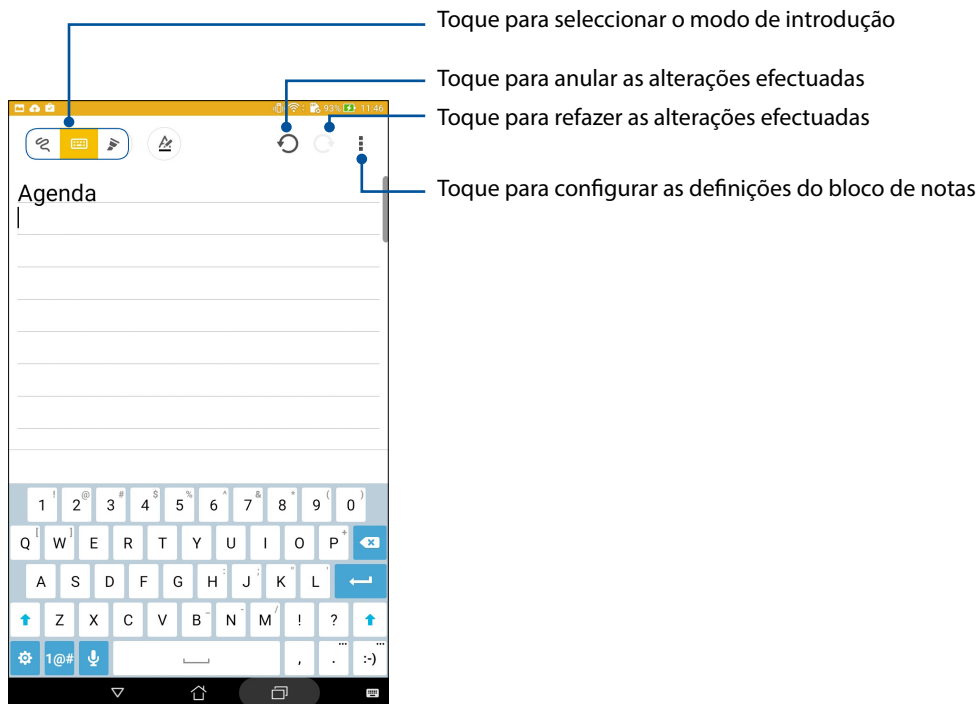 Toque para seleccionar o modo de introdução
Toque para anular as alterações efectuadas
Toque para refazer as alterações efectuadas
Toque para configurar as definições do bloco de notas
93% 11:46
Agenda
1 ! 2 @ 3 # 4 $ 5 % 6 ^ 7 & 8 * 9 ( 0 )
Q [ W ] E R T Y U I O P +
A S D F G H : J ; K " L '
Z X C V B _ N - M / ! ?
1@# , . ... :-) ...